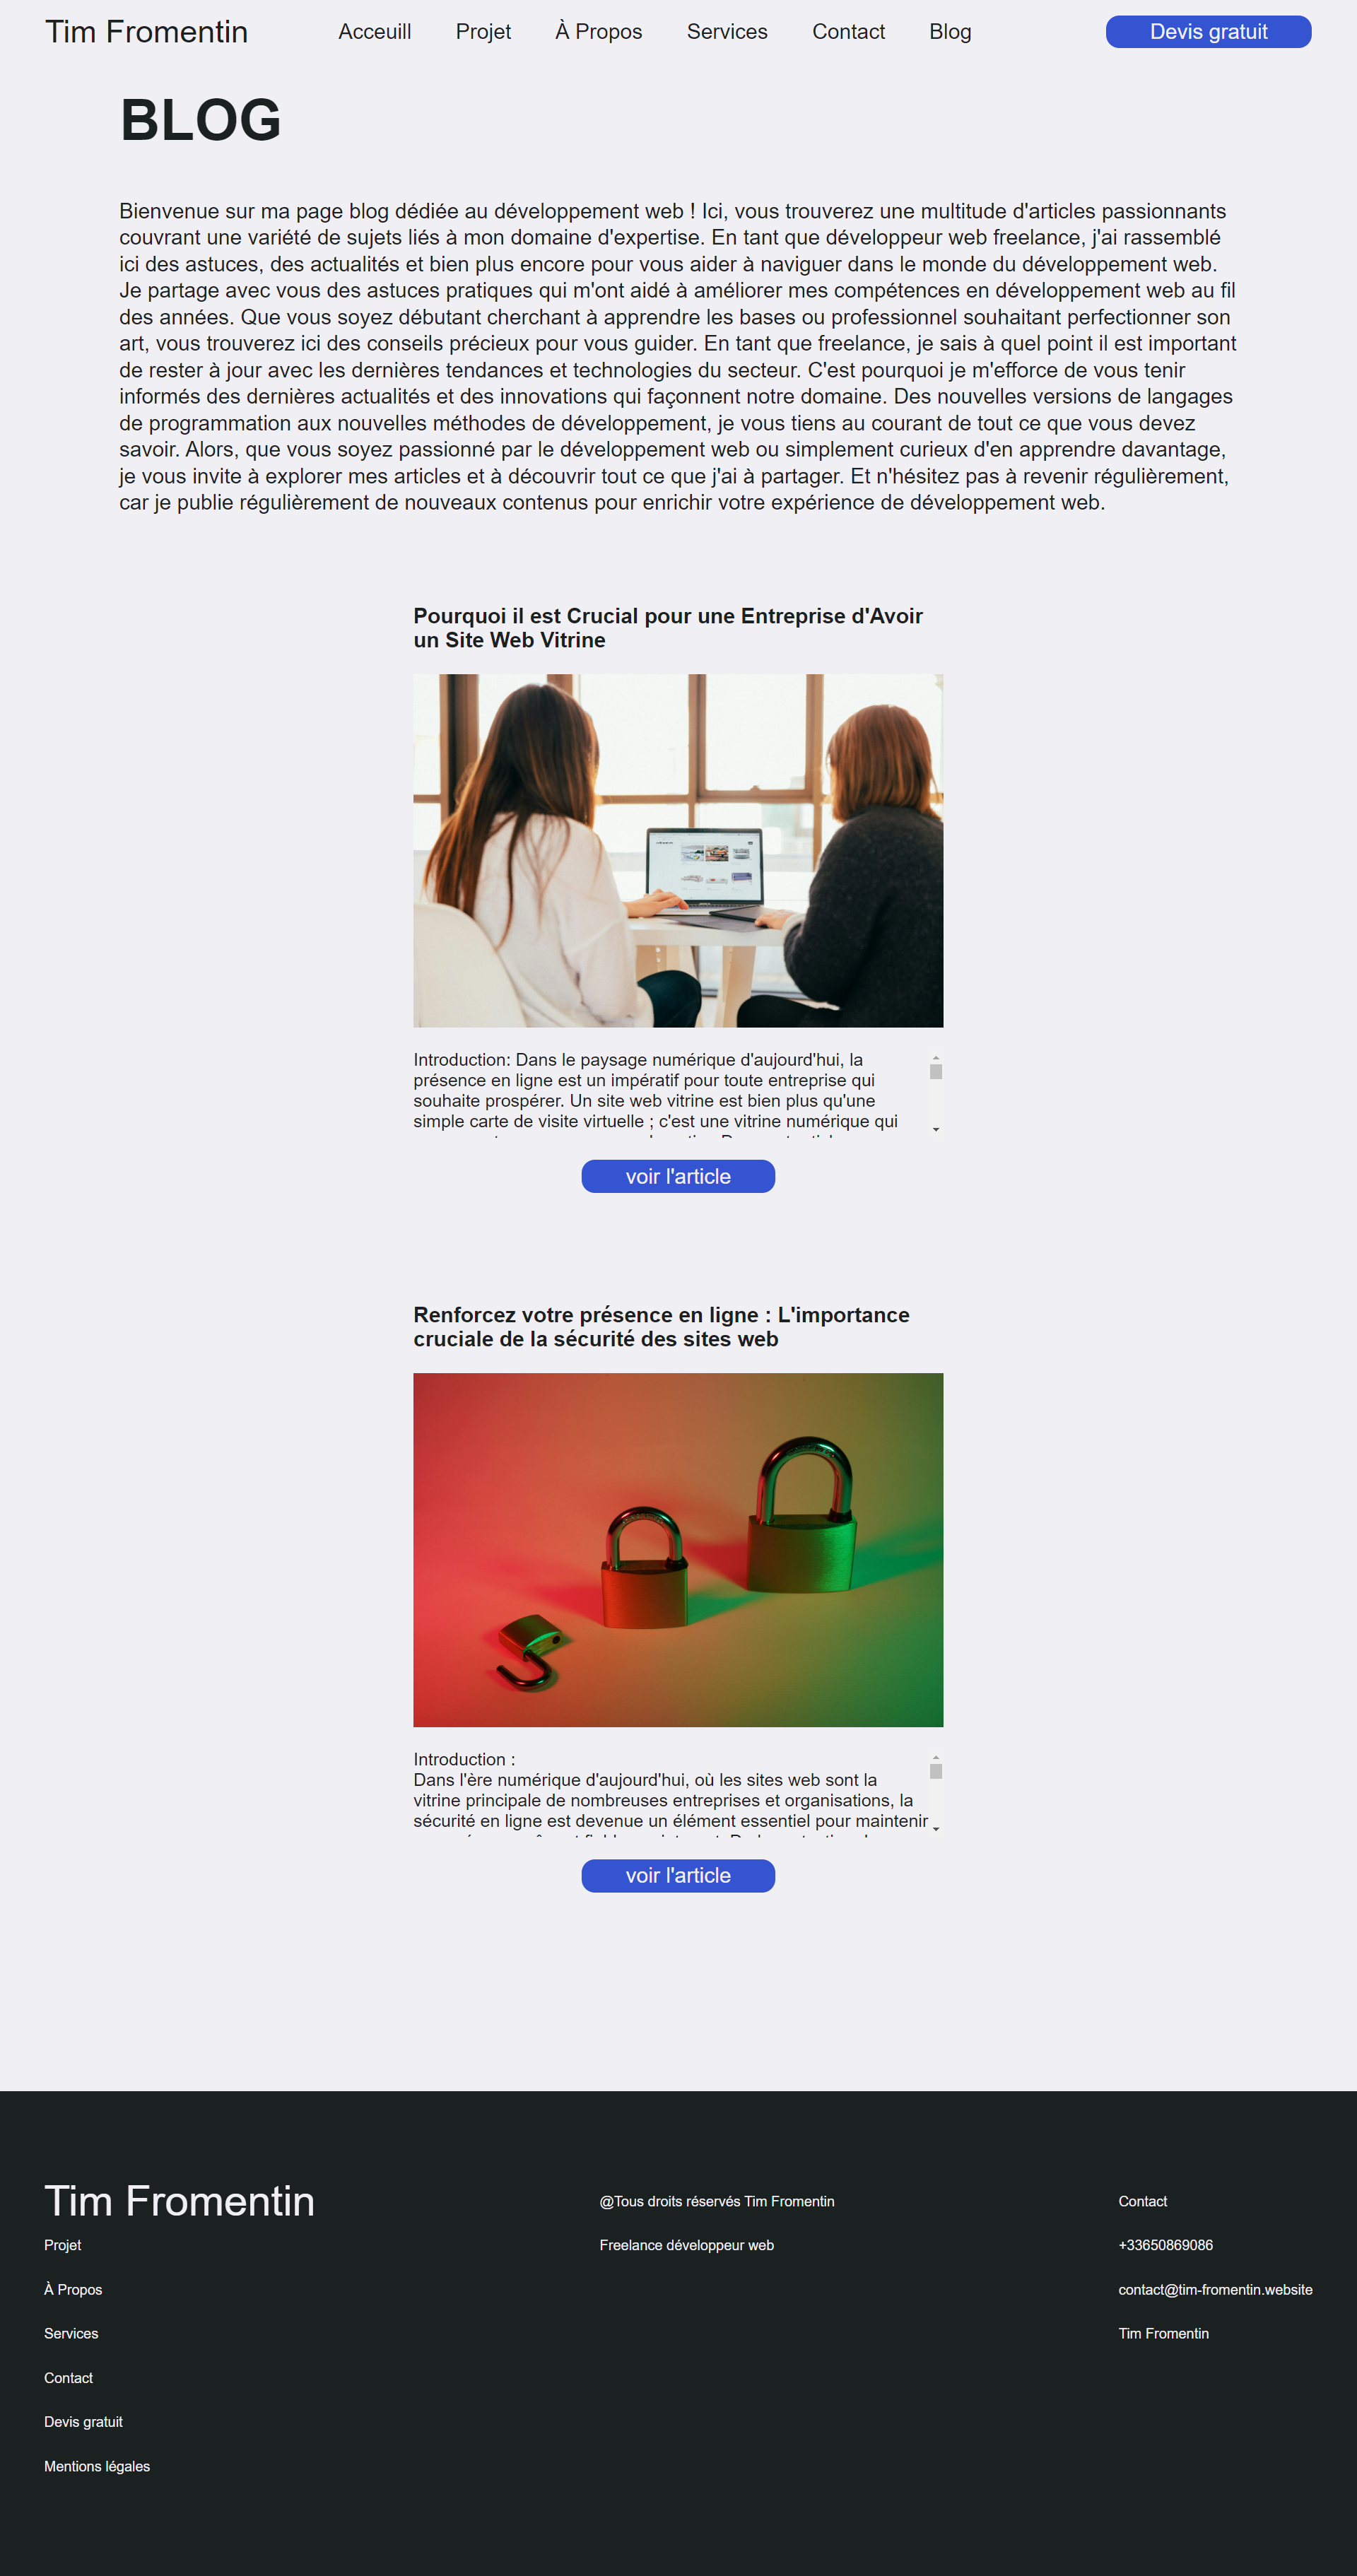 Tim Fromentin
Acceuill
Projet
À Propos
Services
Contact
Blog
Devis gratuit
BLOG
Bienvenue sur ma page blog dédiée au développement web ! Ici, vous trouverez une multitude d'articles passionnants
couvrant une variété de sujets liés à mon domaine d'expertise. En tant que développeur web freelance, j'ai rassemblé
ici des astuces, des actualités et bien plus encore pour vous aider à naviguer dans le monde du développement web.
Je partage avec vous des astuces pratiques qui m'ont aidé à améliorer mes compétences en développement web au fil
des années. Que vous soyez débutant cherchant à apprendre les bases ou professionnel souhaitant perfectionner son
art, vous trouverez ici des conseils précieux pour vous guider. En tant que freelance, je sais à quel point il est important
de rester à jour avec les dernières tendances et technologies du secteur. C'est pourquoi je m'efforce de vous tenir
informés des dernières actualités et des innovations qui façonnent notre domaine. Des nouvelles versions de langages
de programmation aux nouvelles méthodes de développement, je vous tiens au courant de tout ce que vous devez
savoir. Alors, que vous soyez passionné par le développement web ou simplement curieux d'en apprendre davantage,
je vous invite à explorer mes articles et à découvrir tout ce que j'ai à partager. Et n'hésitez pas à revenir régulièrement,
car je publie régulièrement de nouveaux contenus pour enrichir votre expérience de développement web.
Pourquoi il est Crucial pour une Entreprise d'Avoir
un Site Web Vitrine
Introduction: Dans le paysage numérique d'aujourd'hui, la
présence en ligne est un impératif pour toute entreprise qui
souhaite prospérer. Un site web vitrine est bien plus qu'une
simple carte de visite virtuelle ; c'est une vitrine numérique qui
voir l'article
Renforcez votre présence en ligne : L'importance
cruciale de la sécurité des sites web
Introduction :
Dans l'ère numérique d'aujourd'hui, où les sites web sont la
vitrine principale de nombreuses entreprises et organisations, la
sécurité en ligne est devenue un élément essentiel pour maintenir
voir l'article
Tim Fromentin
Projet
À Propos
Services
Contact
Devis gratuit
Mentions légales
@Tous droits réservés Tim Fromentin
Freelance développeur web
Contact
+33650869086
contact@tim-fromentin.website
Tim Fromentin